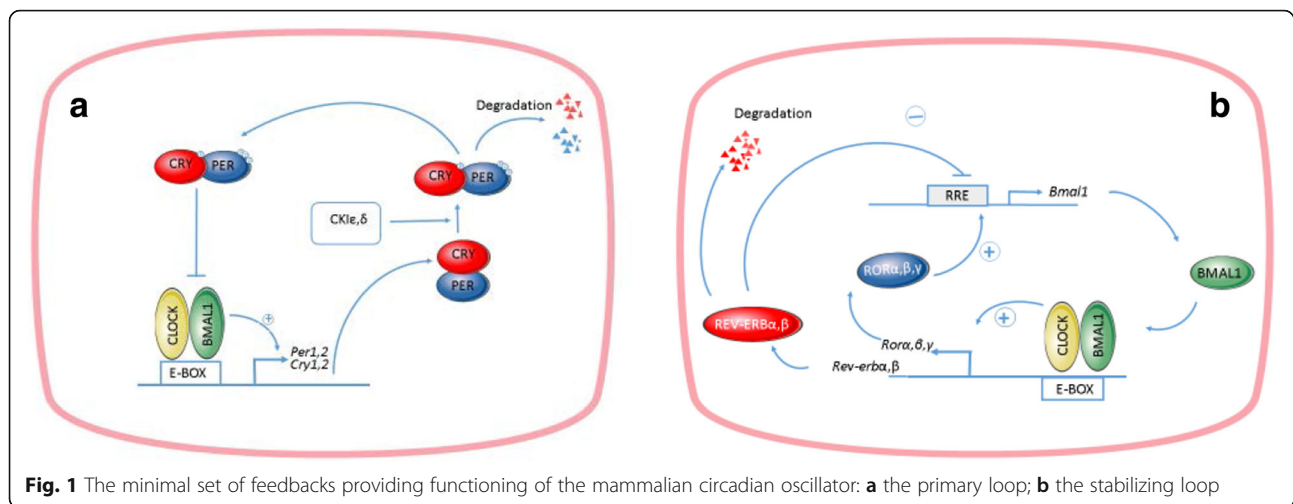 a
Degradation
CRY PER
CRY PER
CKIε,δ
CRY
PER
CLOCK
BMAL1
+
Per1,2
Cry1,2
E-BOX
b
Degradation
−
RRE
Bmal1
RORα,β,γ
+
BMAL1
REV-ERBα,β
+
CLOCK
BMAL1
Rorα,β,γ
Rev-erbα,β
E-BOX
Fig. 1 The minimal set of feedbacks providing functioning of the mammalian circadian oscillator: a the primary loop; b the stabilizing loop